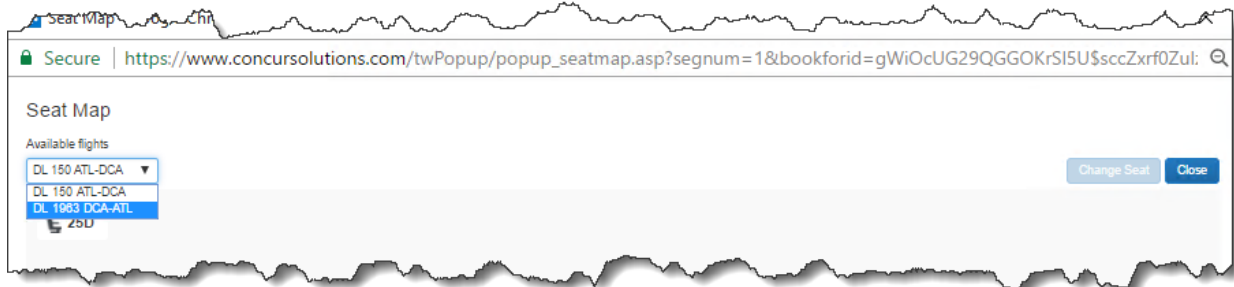 Seat Map
Secure | https://www.concursolutions.com/twPopup/popup_seatmap.asp?segnum=1&bookforid=gWiOcUG29QGGOKrSl5U$sccZxrf0Zul
Seat Map
Available flights
DL 150 ATL-DCA ▼
Change Seat Close
DL 150 ATL-DCA
DL 1963 DCA-ATL
25D